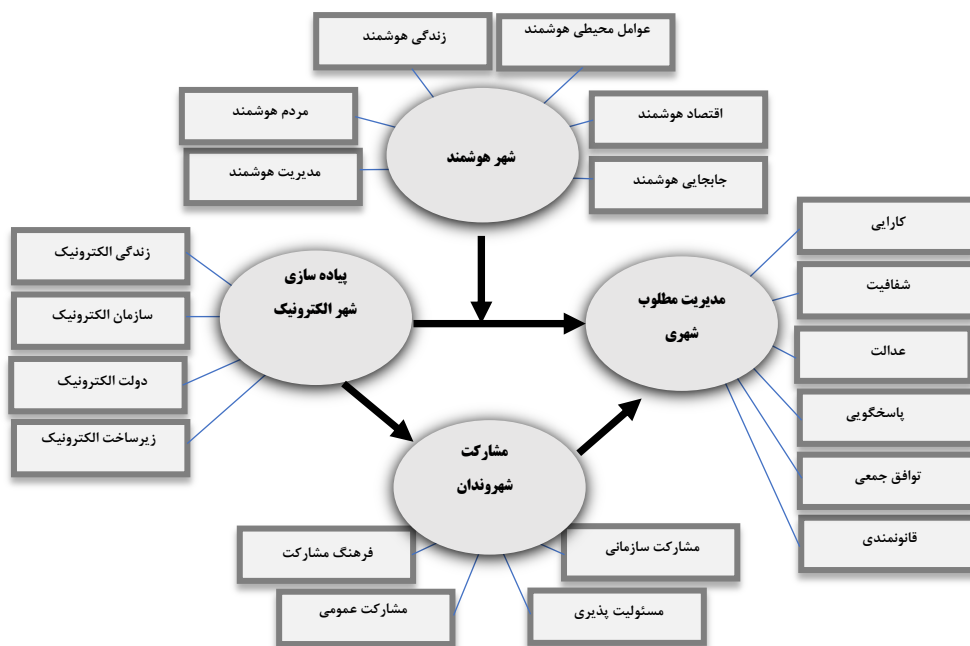 عوامل محیطی هوشمند
زندگی هوشمند
اقتصاد هوشمند
مردم هوشمند
شهر هوشمند
جابجایی هوشمند
مدیریت هوشمند
کارایی
شفافیت
عدالت
پاسخگویی
توافق جمعی
قانونمندی
مدیریت مطلوب
شهری
پیاده سازی
شهر الکترونیک
زندگی الکترونیک
سازمان الکترونیک
دولت الکترونیک
زیرساخت الکترونیک
مشارکت
شهروندان
مشارکت سازمانی
فرهنگ مشارکت
مسئولیت پذیری
مشارکت عمومی